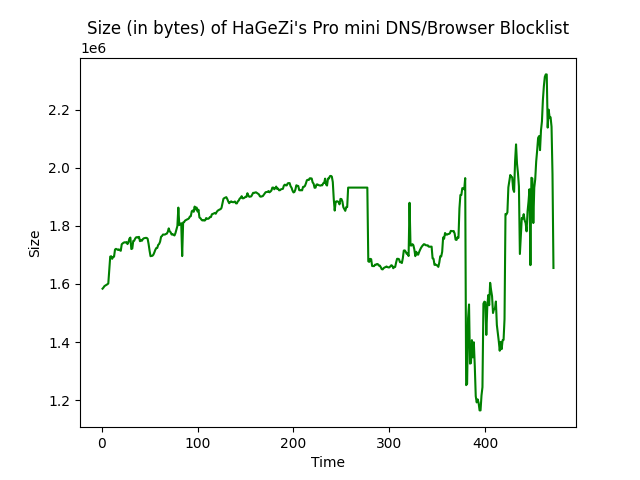 Size (in bytes) of HaGeZi's Pro mini DNS/Browser Blocklist
1e6
2.2
2.0
1.8
1.6
1.4
1.2
Size
0 100 200 300 400
Time